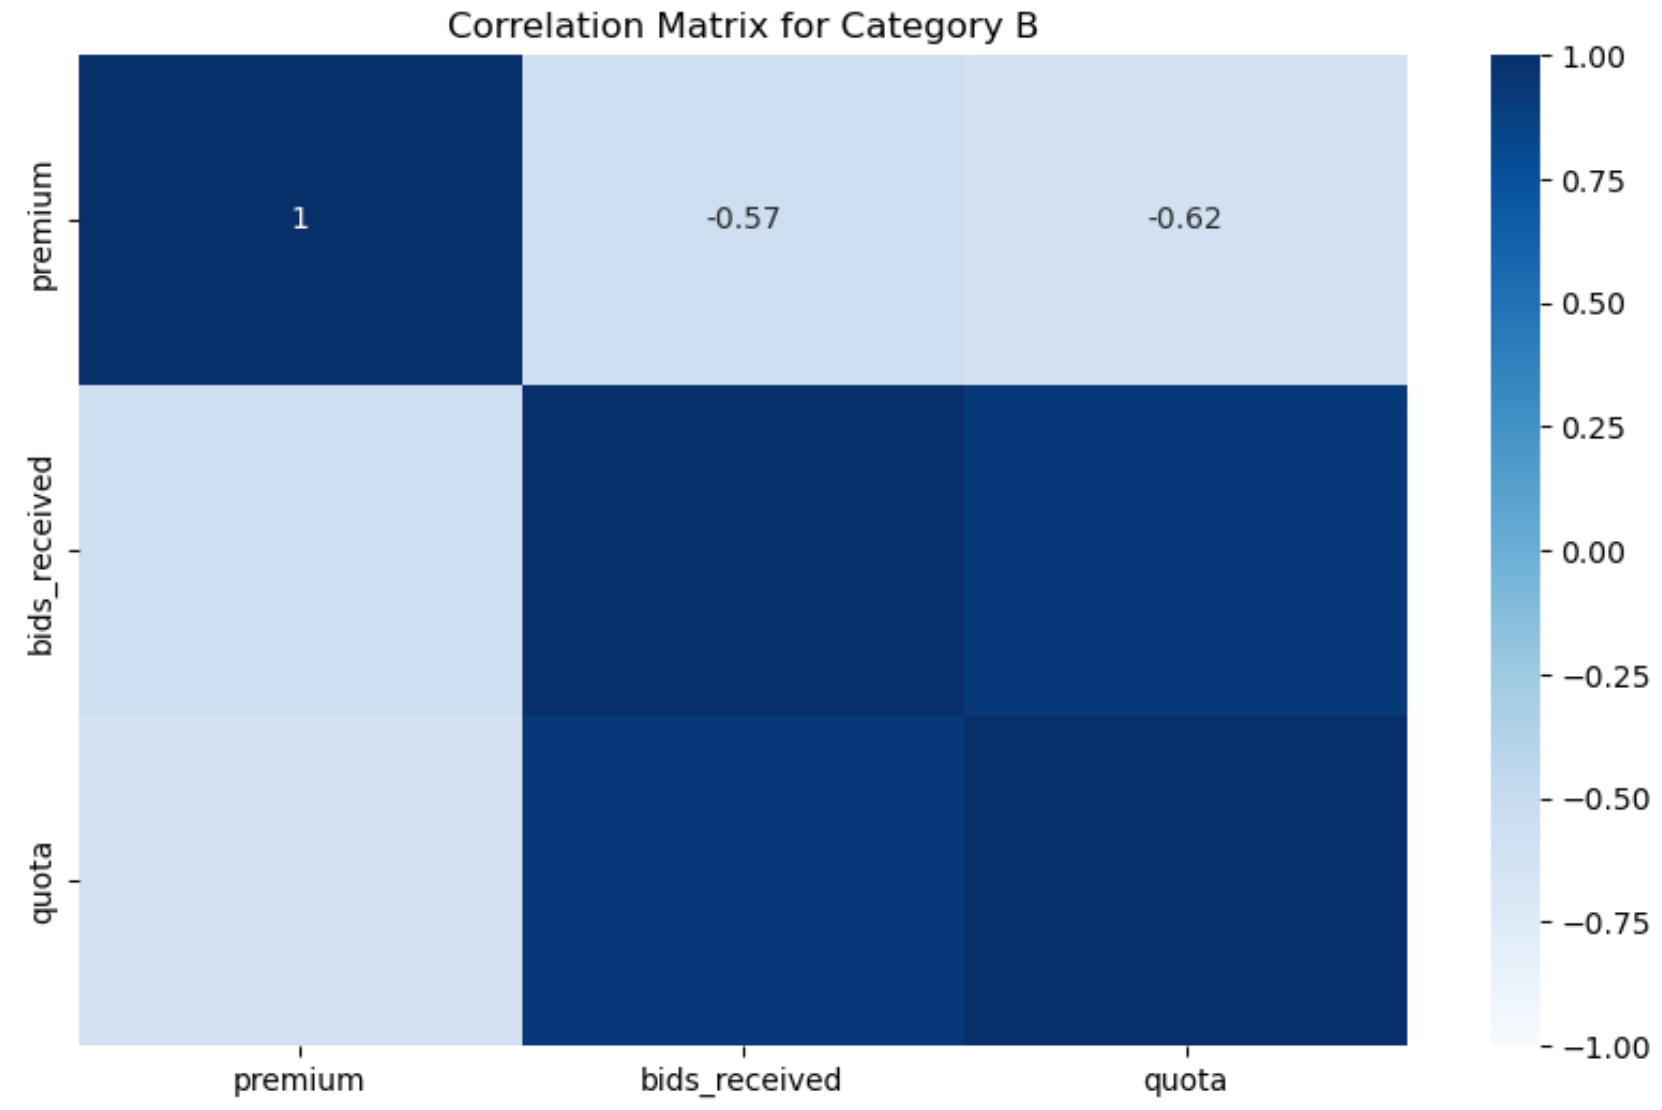 Correlation Matrix for Category B
premium
1
-0.57
-0.62
bids_received
quota
premium
bids_received
quota
1.00
0.75
0.50
0.25
0.00
−0.25
−0.50
−0.75
−1.00